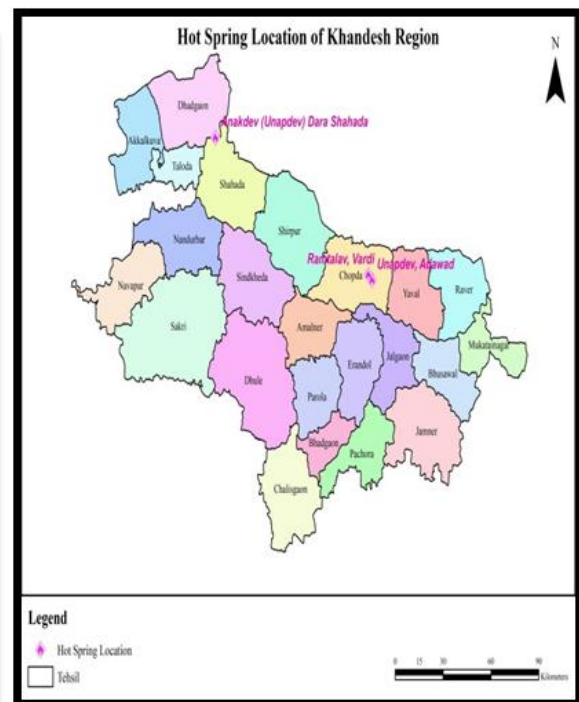 Hot Spring Location of Khandesh Region
N
Dhadgaon
Anakdev (Unapdev) Dara Shahada
Akkalkuva
Taloda
Shahada
Shirpur
Nandurbar
Ramtalav, Vardi
Unapdev, Adawad
Sindkheda
Chopda
Navapur
Yaval
Raver
Sakri
Amalner
Mukatainagar
Erandol
Jalgaon
Bhusawal
Dhule
Parola
Jamner
Bhadgaon
Pachora
Chalisgaon
Legend
Hot Spring Location
Tehsil
0 15 30 60 90
Kilometers